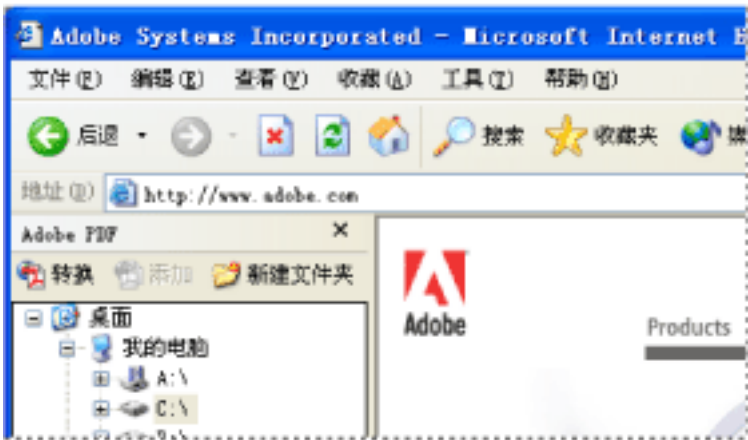 Adobe Systems Incorporated - Microsoft Internet
文件(F) 编辑(E) 查看(V) 收藏(A) 工具(T) 帮助(H)
后退 搜索 收藏夹 媒
地址(D) http://www.adobe.com
Adobe PDF
转换 添加 新建文件夹
桌面
我的电脑
A:\
C:\
Adobe
Products